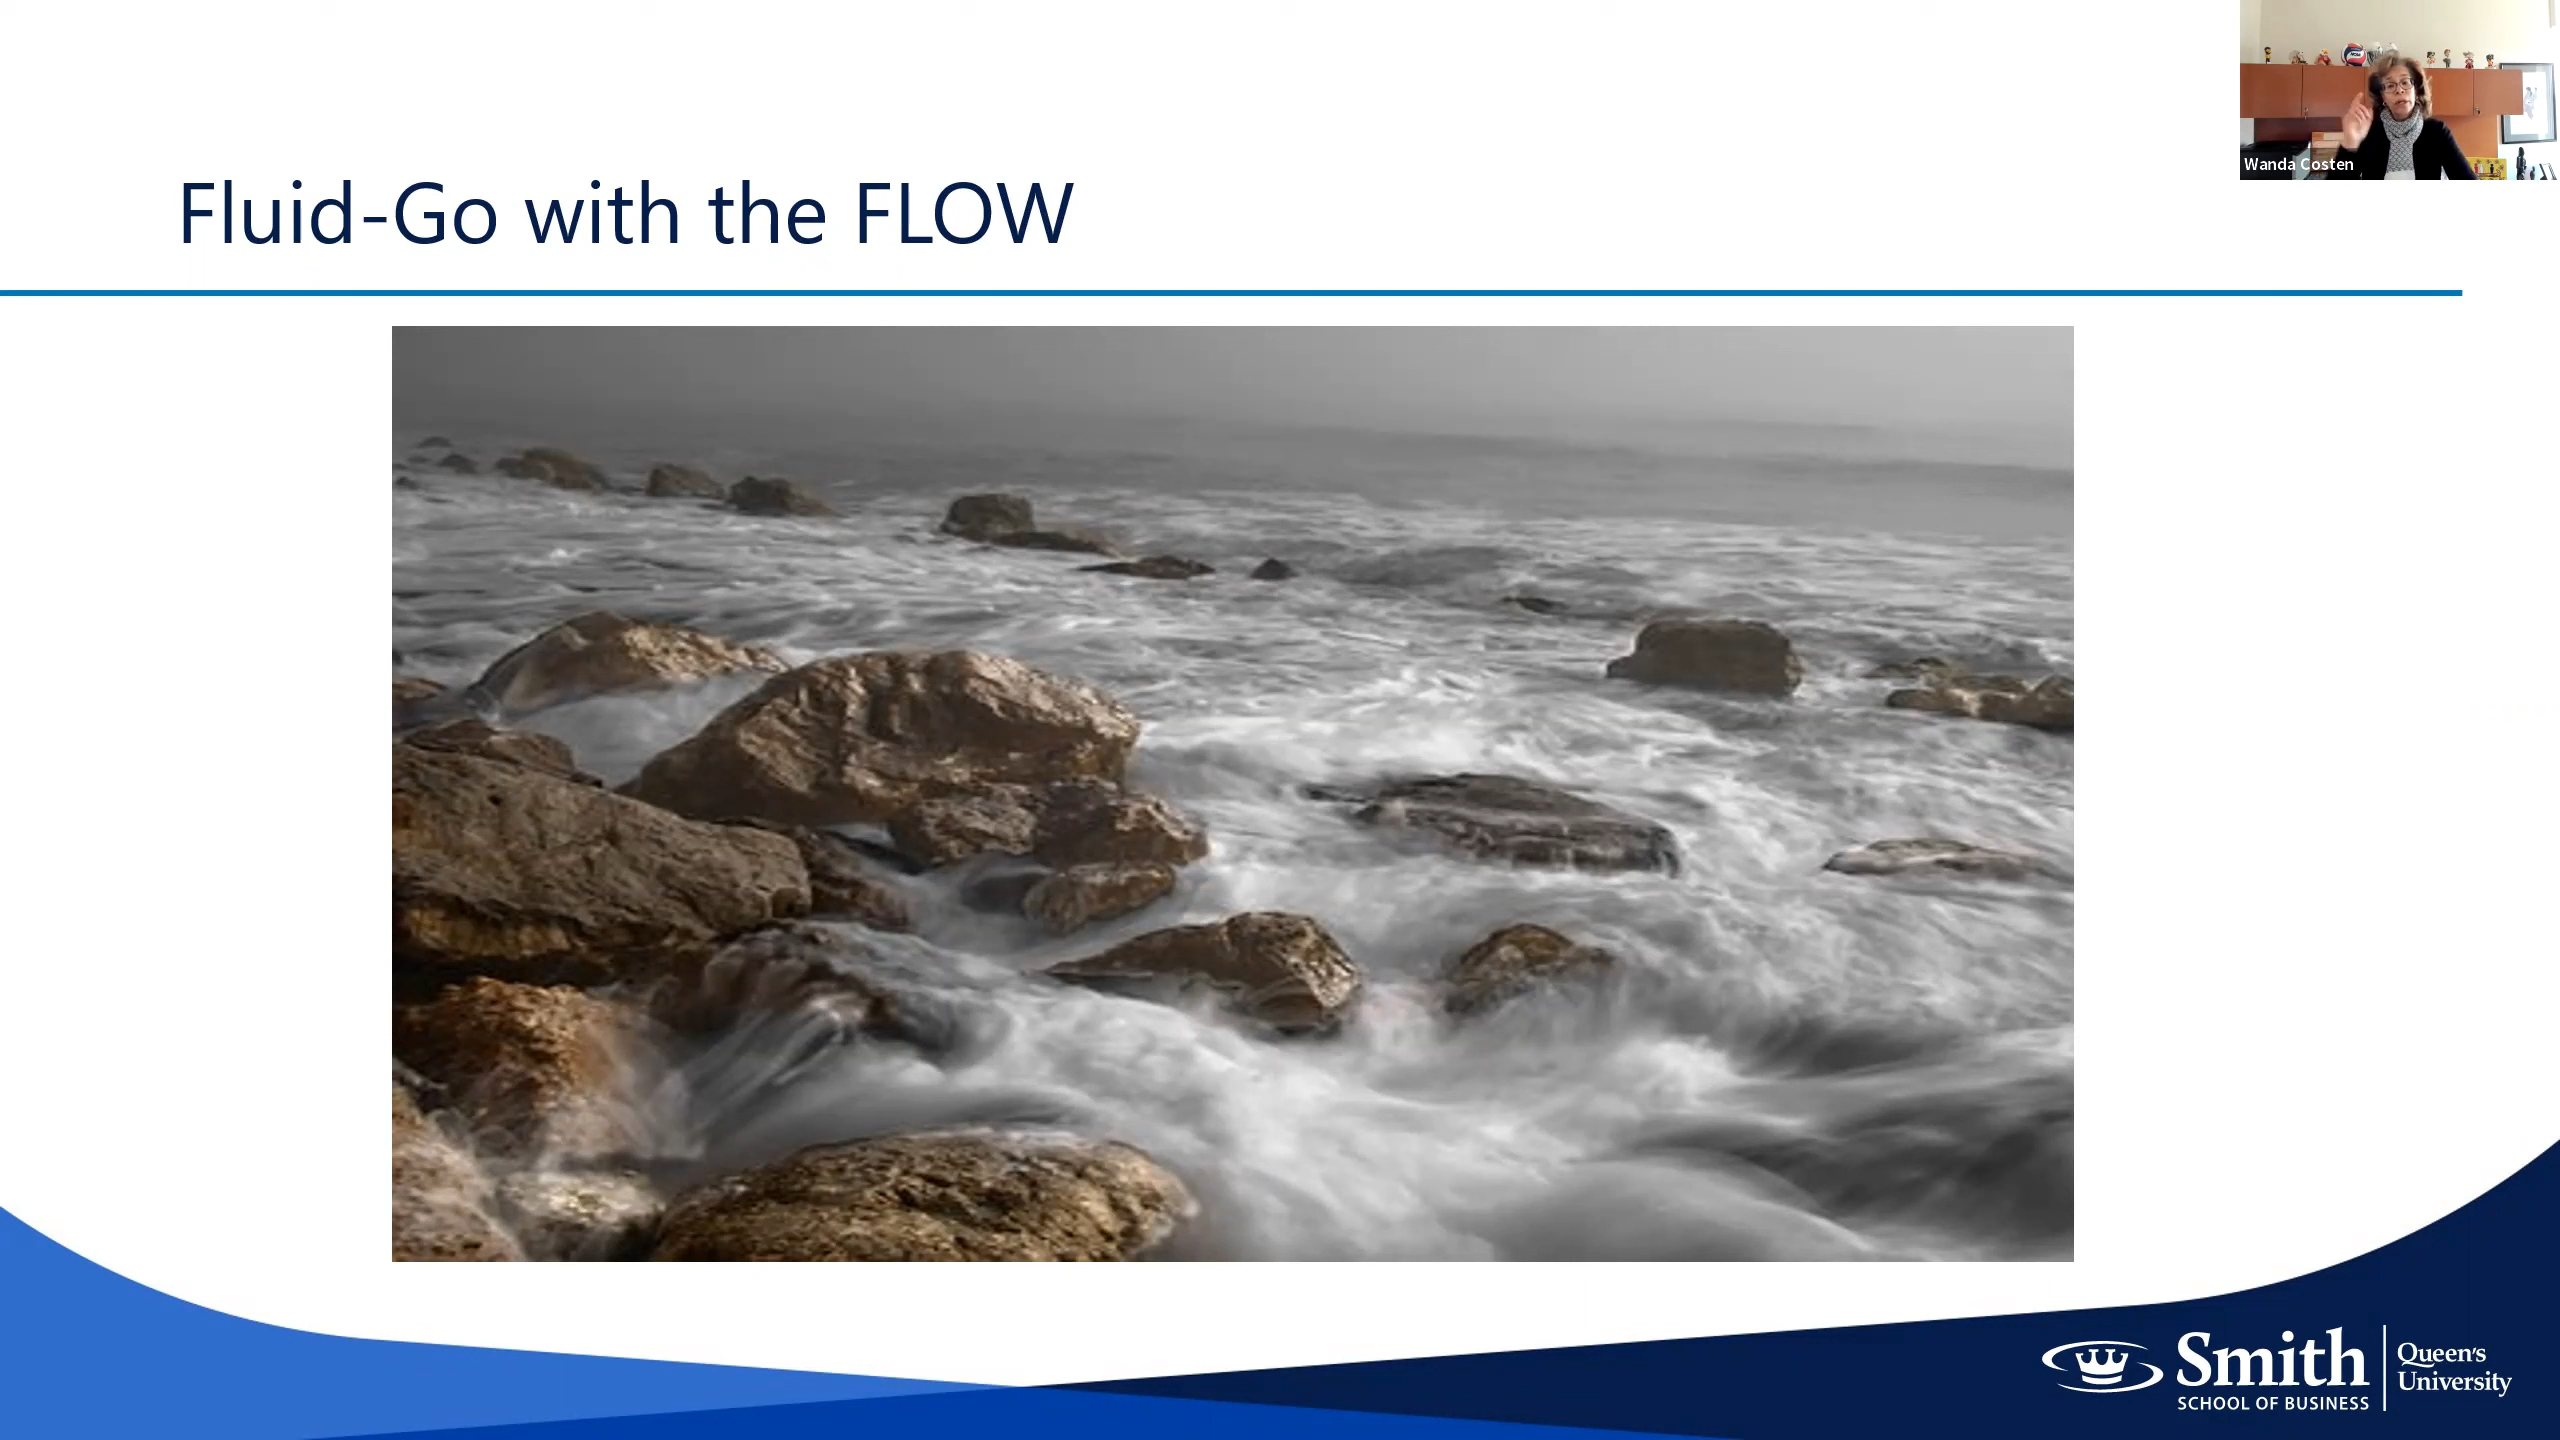 Fluid-Go with the FLOW
Wanda Costen
Smith
SCHOOL OF BUSINESS
Queen's
University